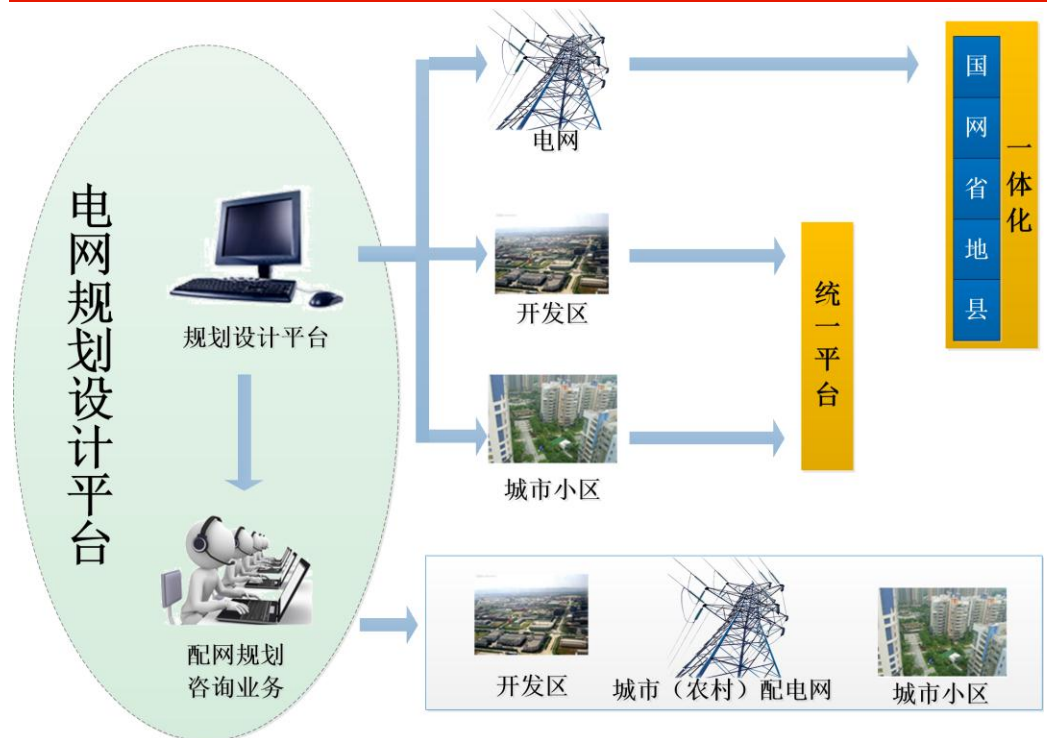 电网规划设计平台
规划设计平台
配网规划
咨询业务
电网
开发区
城市小区
统一平台
国网省地县
一体化
开发区
城市（农村）配电网
城市小区